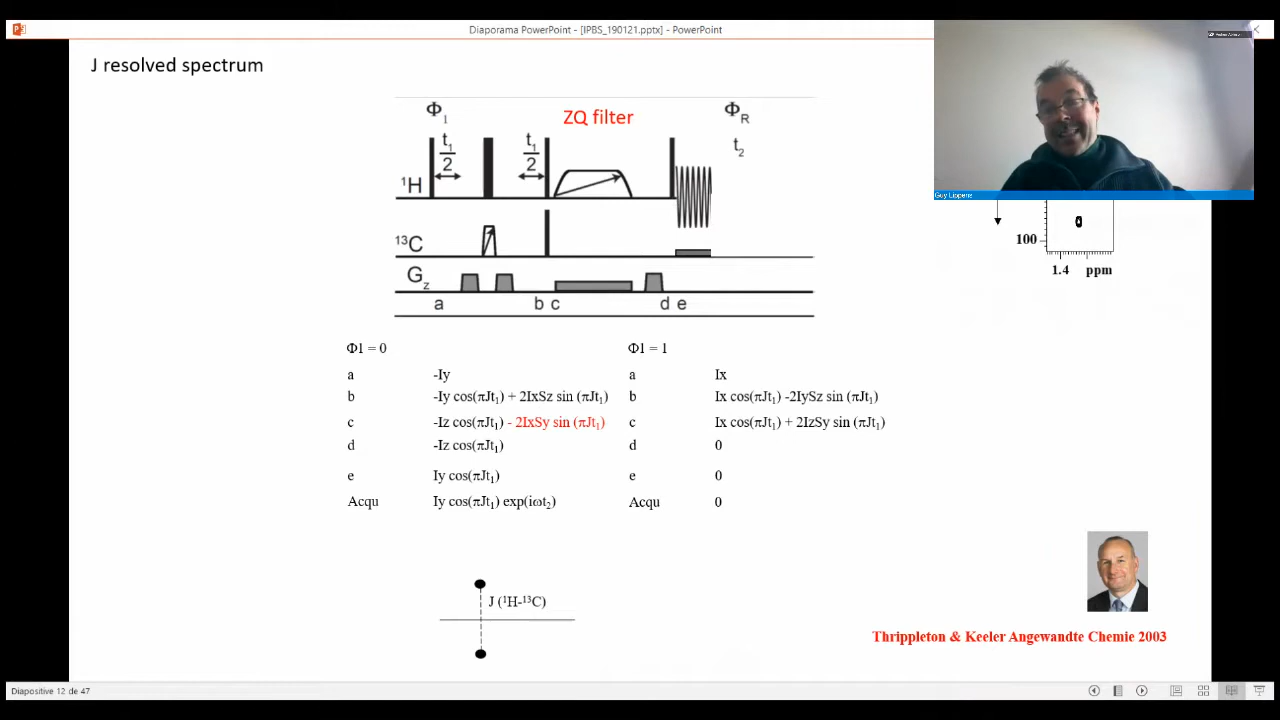 Diaporama PowerPoint - [IPBS_190121.pptx] - PowerPoint
J resolved spectrum
Φ1
ZQ filter
ΦR
t1/2
t1/2
t2
1H
13C
Gz
a b c d e
Guy Lippens
100
1.4 ppm
Φ1 = 0 Φ1 = 1
a -Iy a Ix
b -Iy cos(πJt1) + 2IxSz sin (πJt1) b Ix cos(πJt1) -2IySz sin (πJt1)
c -Iz cos(πJt1) - 2IxSy sin (πJt1) c Ix cos(πJt1) + 2IzSy sin (πJt1)
d -Iz cos(πJt1) d 0
e Iy cos(πJt1) e 0
Acqu Iy cos(πJt1) exp(iωt2) Acqu 0
J (1H-13C)
Thrippleton & Keeler Angewandte Chemie 2003
Diapositive 12 de 47